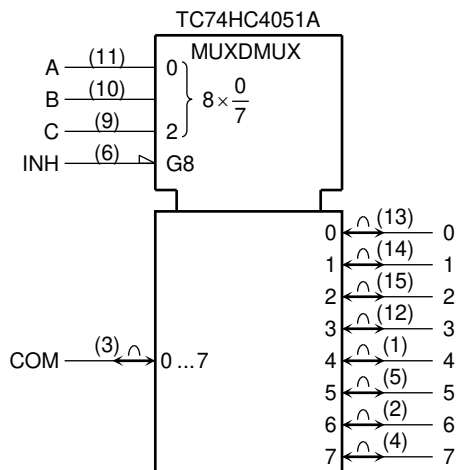 TC74HC4051A
MUXDMUX
A (11) 0
B (10) 8 × 0/7
C (9) 2
INH (6) G8
0 (13) 0
1 (14) 1
2 (15) 2
3 (12) 3
COM (3) 0 ...7 4 (1) 4
5 (5) 5
6 (2) 6
7 (4) 7